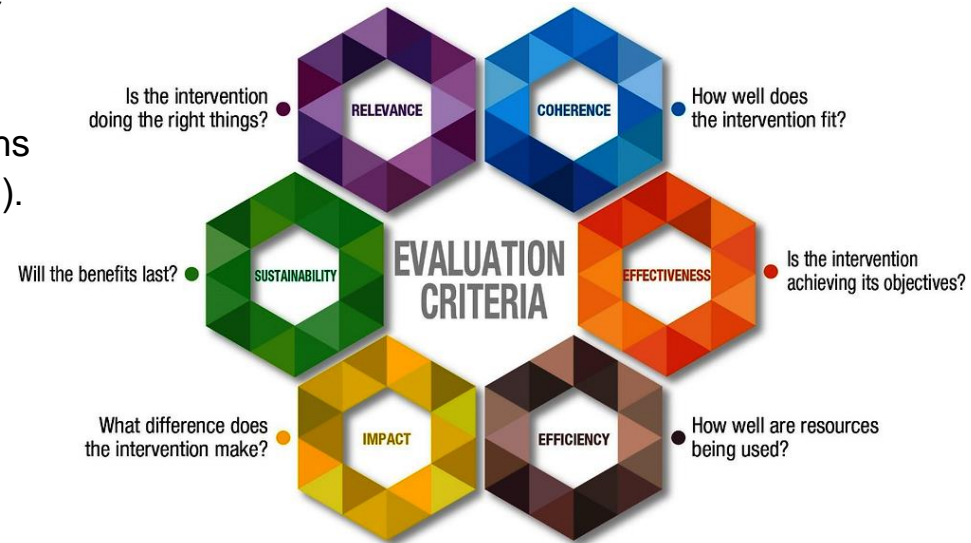 ns
).
Is the intervention
doing the right things?
RELEVANCE
COHERENCE
How well does
the intervention fit?
Will the benefits last?
SUSTAINABILITY
EVALUATION
CRITERIA
EFFECTIVENESS
Is the intervention
achieving its objectives?
What difference does
the intervention make?
IMPACT
EFFICIENCY
How well are resources
being used?